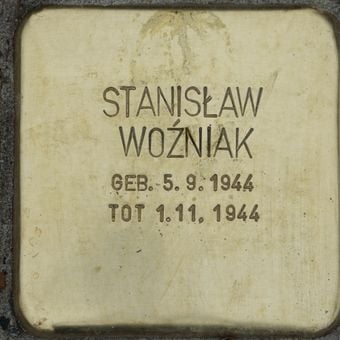 STANISŁAW
WOŹNIAK
GEB. 5. 9. 1944
TOT 1. 11. 1944